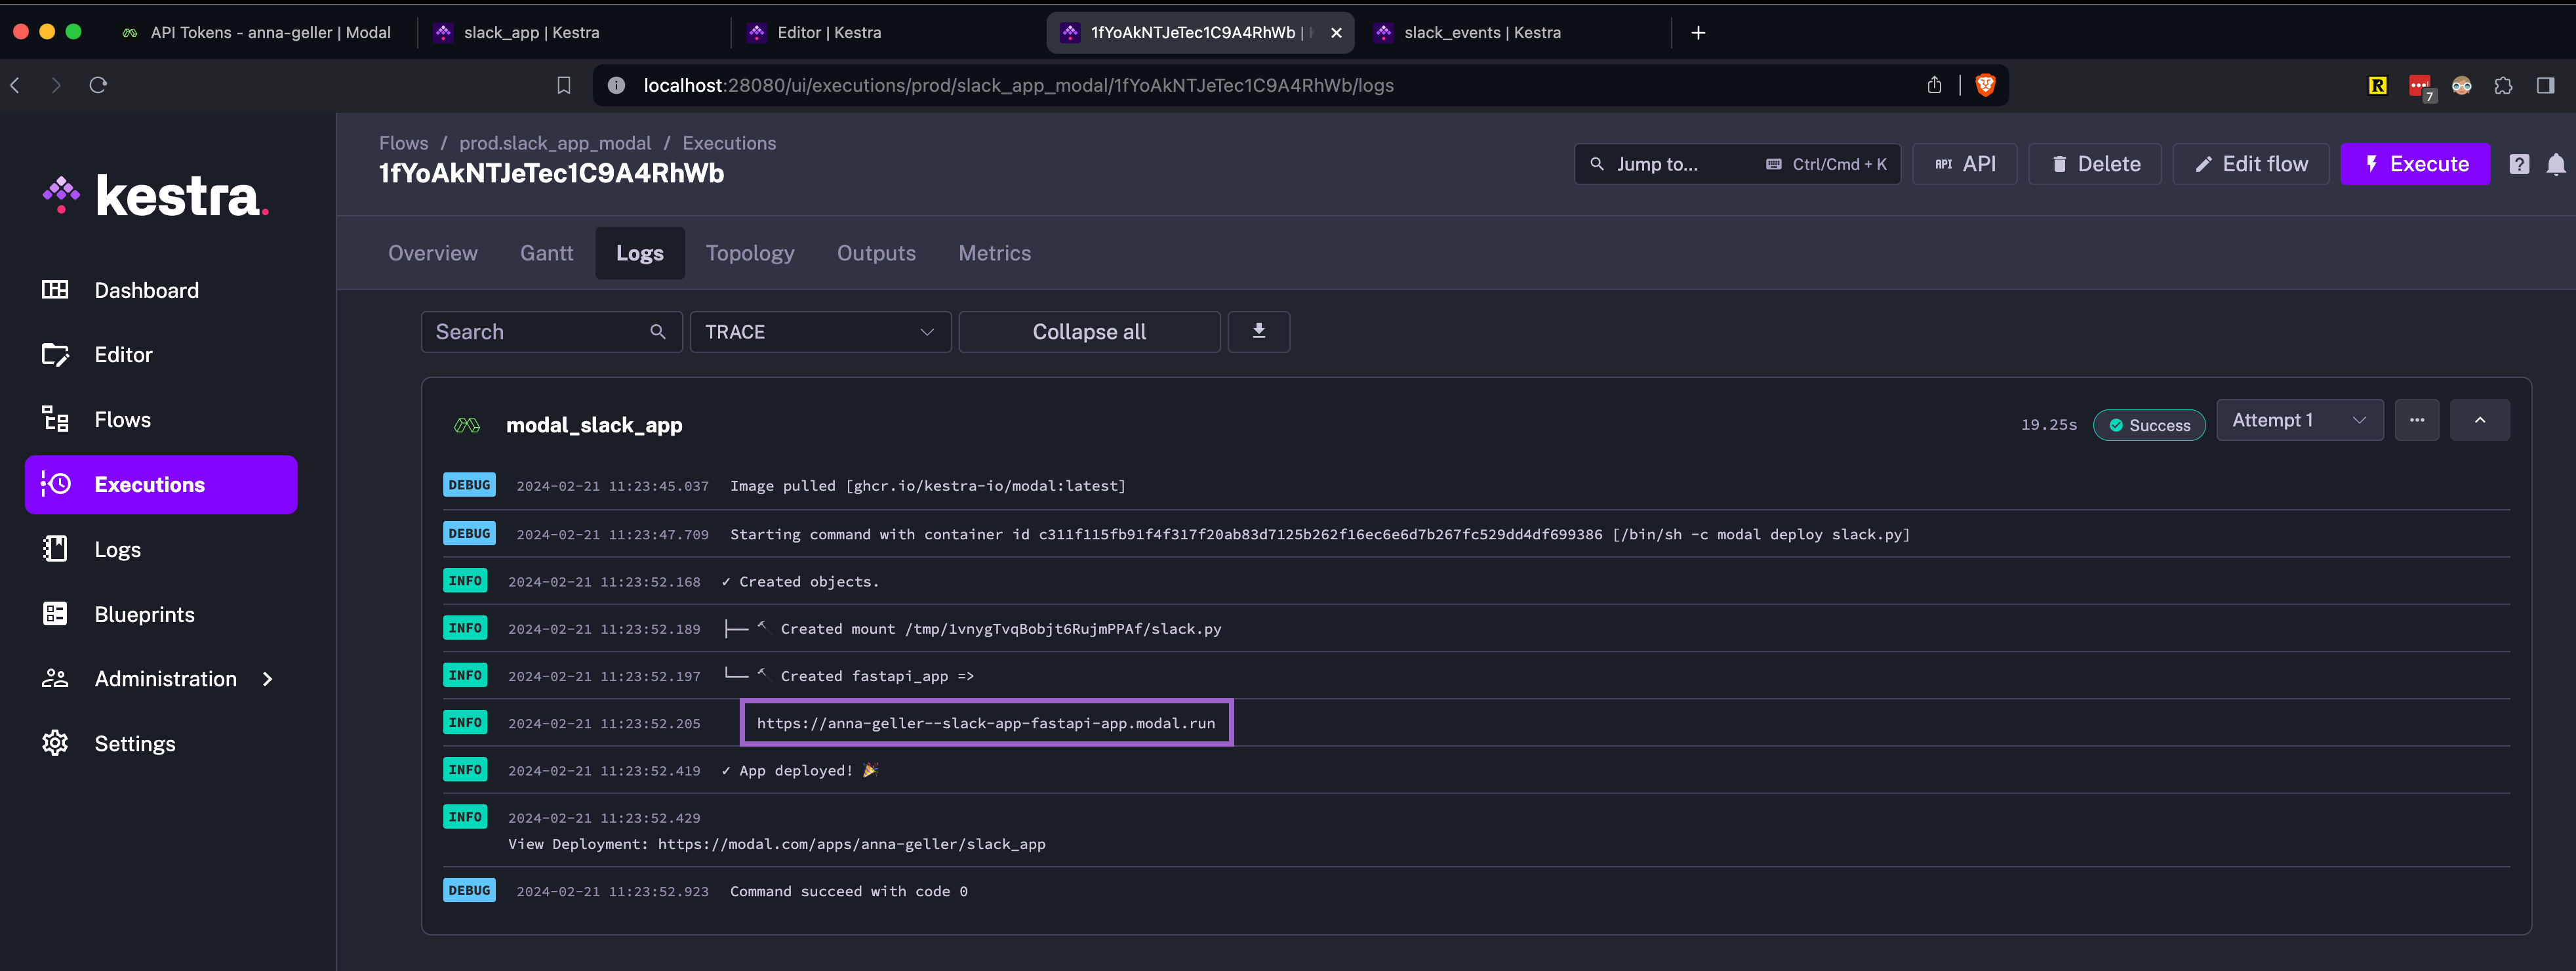 API Tokens - anna-geller | Modal
slack_app | Kestra
Editor | Kestra
1fYoAkNTJeTec1C9A4RhWb |
slack_events | Kestra
localhost:28080/ui/executions/prod/slack_app_modal/1fYoAkNTJeTec1C9A4RhWb/logs
R
7
kestra.
Dashboard
Editor
Flows
Executions
Logs
Blueprints
Administration
Settings
Flows / prod.slack_app_modal / Executions
1fYoAkNTJeTec1C9A4RhWb
Jump to... Ctrl/Cmd + K
API API
Delete
Edit flow
Execute
?
Overview Gantt Logs Topology Outputs Metrics
Search
TRACE
Collapse all
modal_slack_app
19.25s Success Attempt 1
DEBUG 2024-02-21 11:23:45.037 Image pulled [ghcr.io/kestra-io/modal:latest]
DEBUG 2024-02-21 11:23:47.709 Starting command with container id c311f115fb91f4f317f20ab83d7125b262f16ec6e6d7b267fc529dd4df699386 [/bin/sh -c modal deploy slack.py]
INFO 2024-02-21 11:23:52.168 ✓ Created objects.
INFO 2024-02-21 11:23:52.189 ├── 🔨 Created mount /tmp/1vnygTvqBobjt6RujmPPAf/slack.py
INFO 2024-02-21 11:23:52.197 └── 🔨 Created fastapi_app =>
INFO 2024-02-21 11:23:52.205 https://anna-geller--slack-app-fastapi-app.modal.run
INFO 2024-02-21 11:23:52.419 ✓ App deployed! 🎉
INFO 2024-02-21 11:23:52.429
View Deployment: https://modal.com/apps/anna-geller/slack_app
DEBUG 2024-02-21 11:23:52.923 Command succeed with code 0